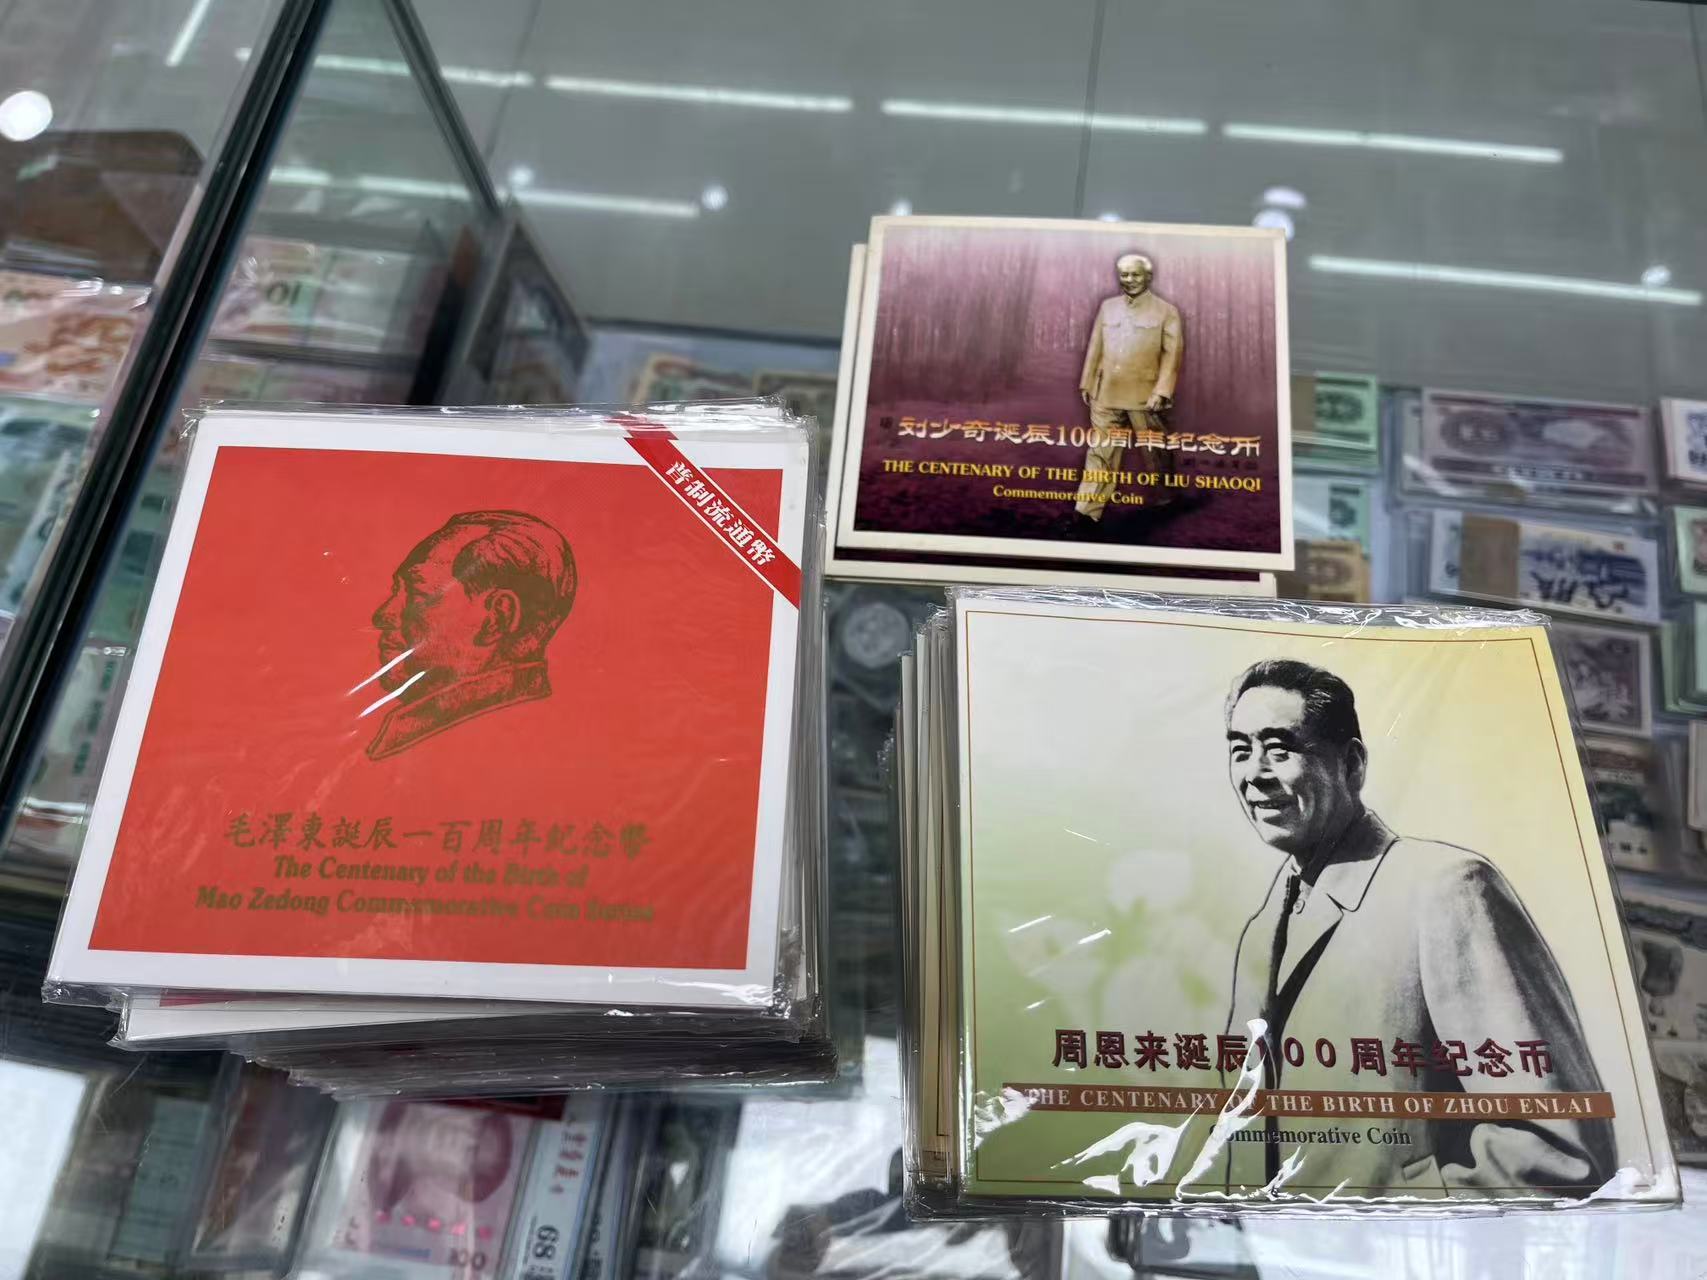 普制流通幣
毛澤東誕辰一百周年紀念幣
The Centenary of the Birth of
Mao Zedong Commemorative Coin
刘少奇诞辰100周年纪念币
THE CENTENARY OF THE BIRTH OF LIU SHAOQI
Commemorative Coin
周恩来诞辰100周年纪念币
THE CENTENARY OF THE BIRTH OF ZHOU ENLAI
Commemorative Coin
100
68